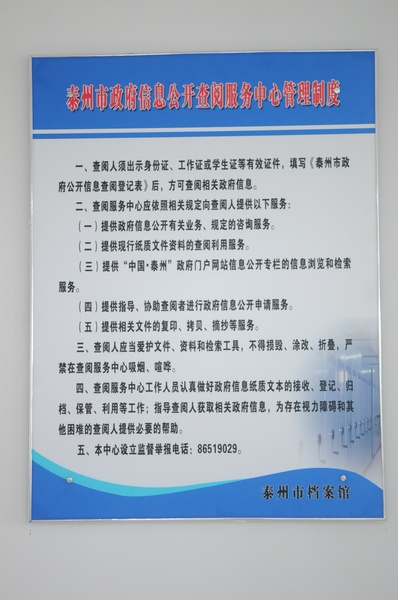 泰州市政府信息公开查阅服务中心管理制度
一、查阅人须出示身份证、工作证或学生证等有效证件，填写《泰州市政
府公开信息查阅登记表》后，方可查阅相关政府信息。
二、查阅服务中心应依照相关规定向查阅人提供以下服务：
（一）提供政府信息公开有关业务、规定的咨询服务。
（二）提供现行纸质文件资料的查阅利用服务。
（三）提供“中国·泰州”政府门户网站信息公开专栏的信息浏览和检索
服务。
（四）提供指导、协助查阅者进行政府信息公开申请服务。
（五）提供相关文件的复印、拷贝、摘抄等服务。
三、查阅人应当爱护文件、资料和检索工具，不得损毁、涂改、折叠，严
禁在查阅服务中心吸烟、喧哗。
四、查阅服务中心工作人员认真做好政府信息纸质文本的接收、登记、归
档、保管、利用等工作；指导查阅人获取相关政府信息，为存在视力障碍和其
他困难的查阅人提供必要的帮助。
五、本中心设立监督举报电话：86519029。
泰州市档案馆